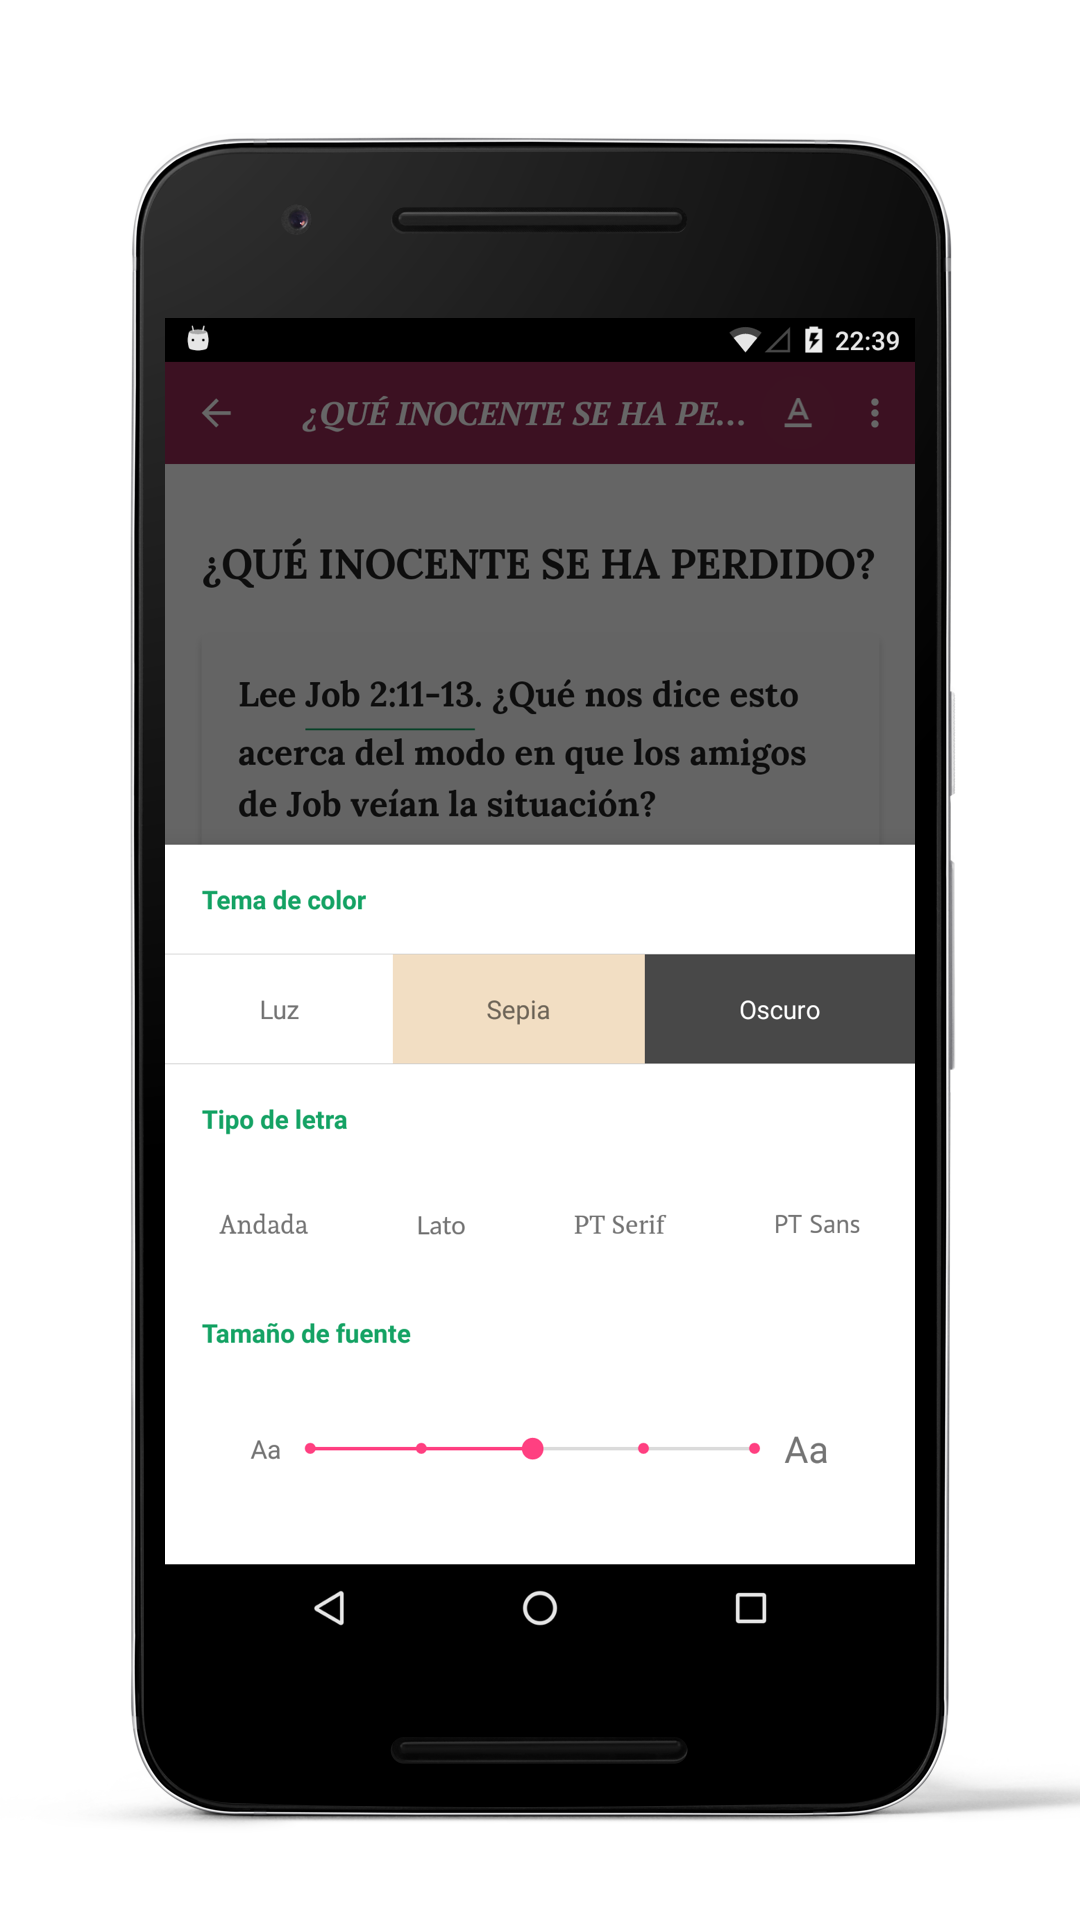 22:39
¿QUÉ INOCENTE SE HA PE...
A
¿QUÉ INOCENTE SE HA PERDIDO?
Lee Job 2:11-13. ¿Qué nos dice esto
acerca del modo en que los amigos
de Job veían la situación?
Tema de color
Luz Sepia Oscuro
Tipo de letra
Andada Lato PT Serif PT Sans
Tamaño de fuente
Aa Aa